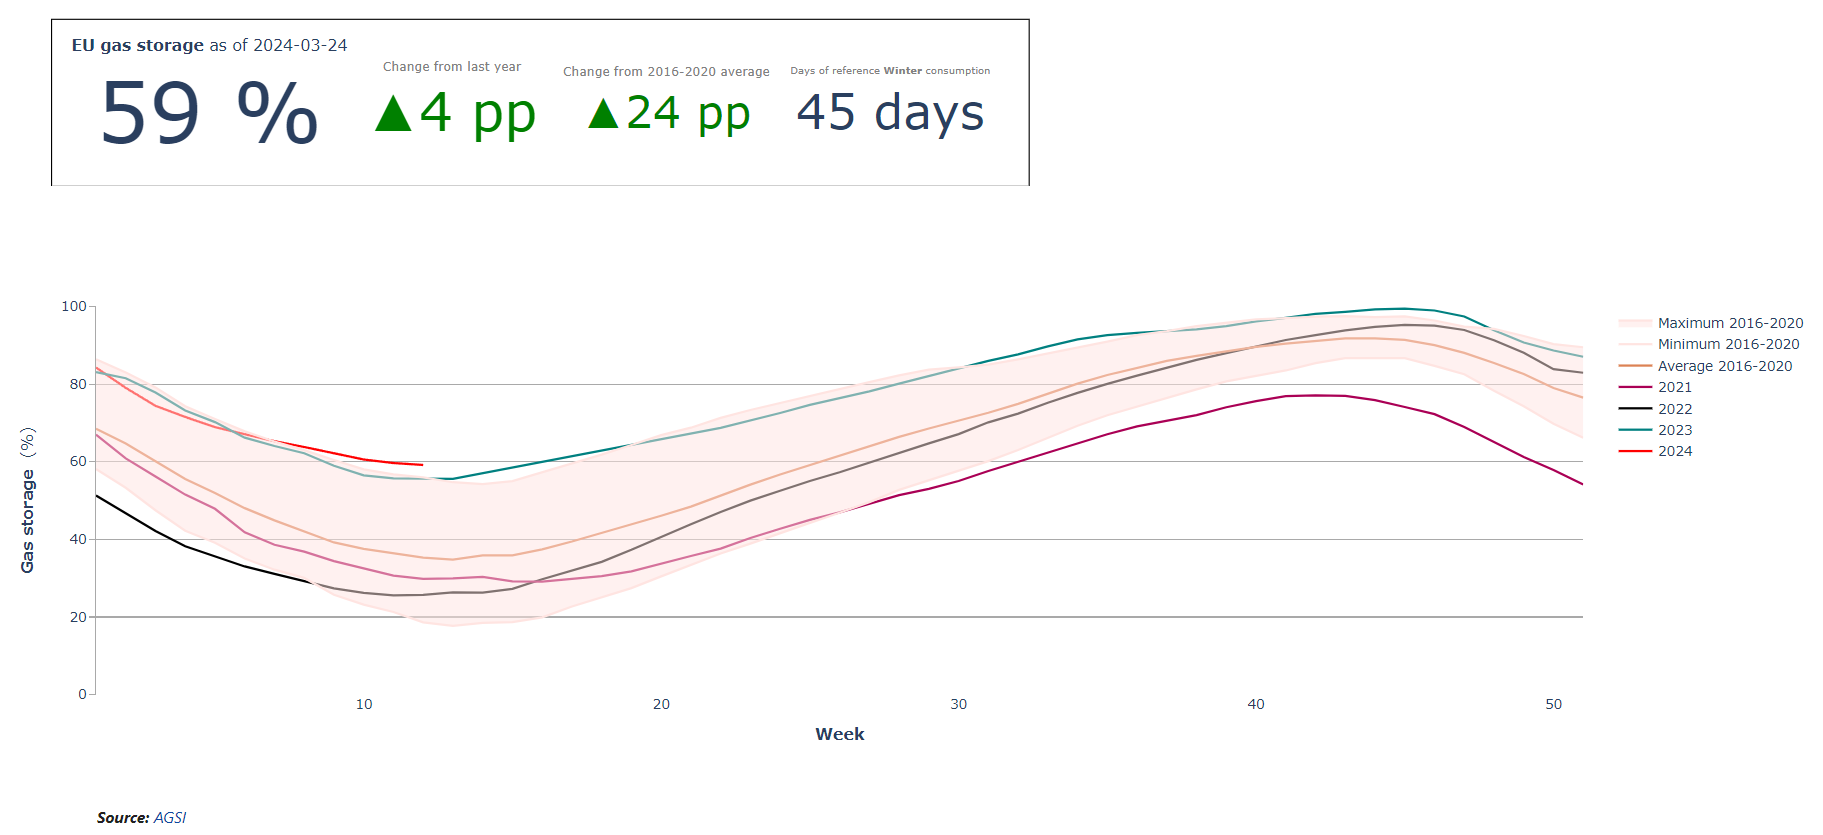 EU gas storage as of 2024-03-24
59 %
Change from last year
▲4 pp
Change from 2016-2020 average
▲24 pp
Days of reference Winter consumption
45 days
Gas storage (%)
100
80
60
40
20
0
10
20
30
40
50
Week
Maximum 2016-2020
Minimum 2016-2020
Average 2016-2020
2021
2022
2023
2024
Source: AGSI